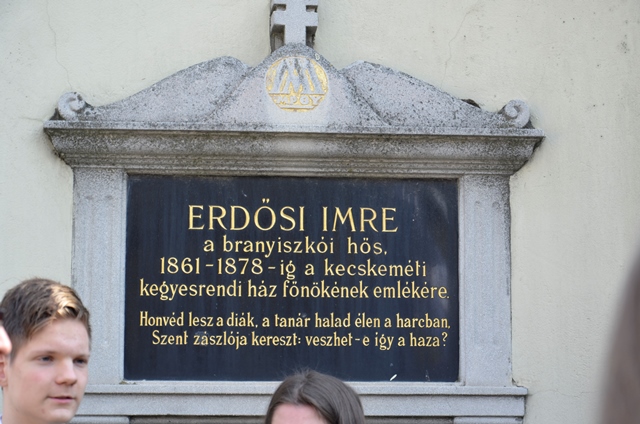 ERDŐSI IMRE
a branyiszkói hős,
1861-1878-ig a kecskeméti
kegyesrendi ház főnökének emlékére.
Honvéd lesz a diák, a tanár halad élen a harcban,
Szent zászlója kereszt: veszhet-e így a haza?